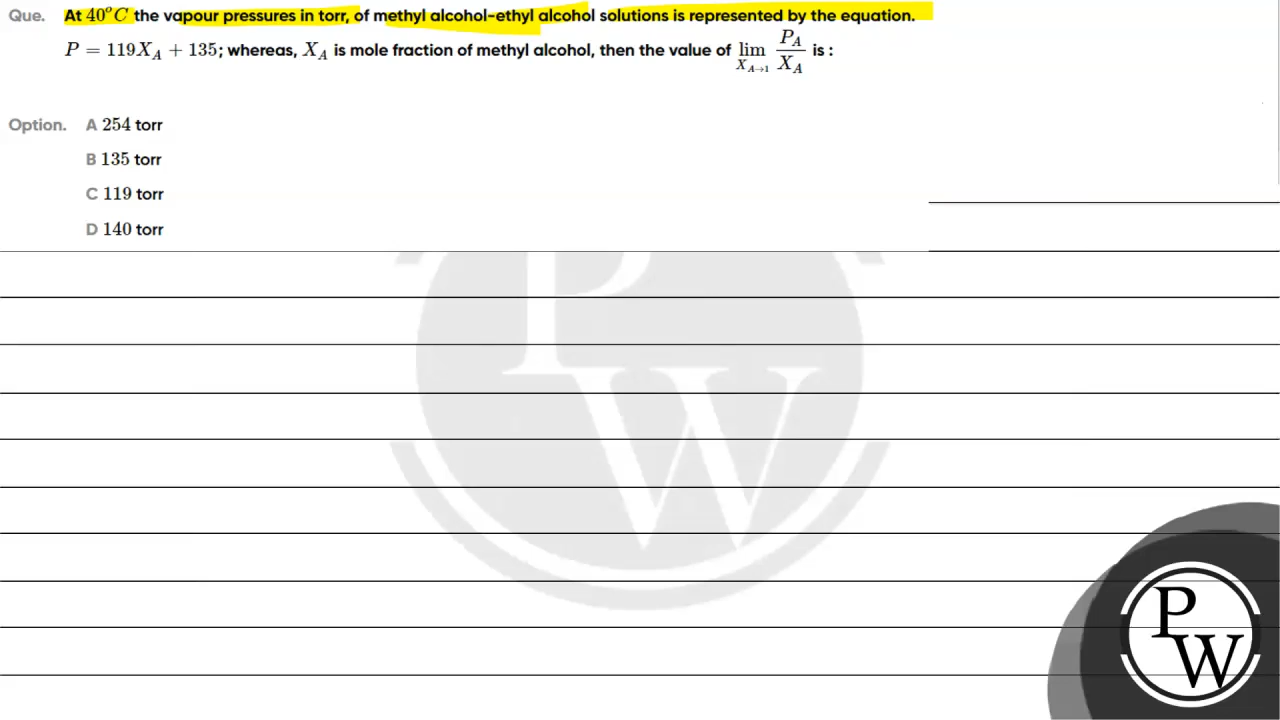 Que. At 40°C the vapour pressures in torr, of methyl alcohol-ethyl alcohol solutions is represented by the equation.
P = 119X_A + 135; whereas, X_A is mole fraction of methyl alcohol, then the value of lim_{X_A→1} P_A/X_A is :
Option. A 254 torr
B 135 torr
C 119 torr
D 140 torr
PW
PW